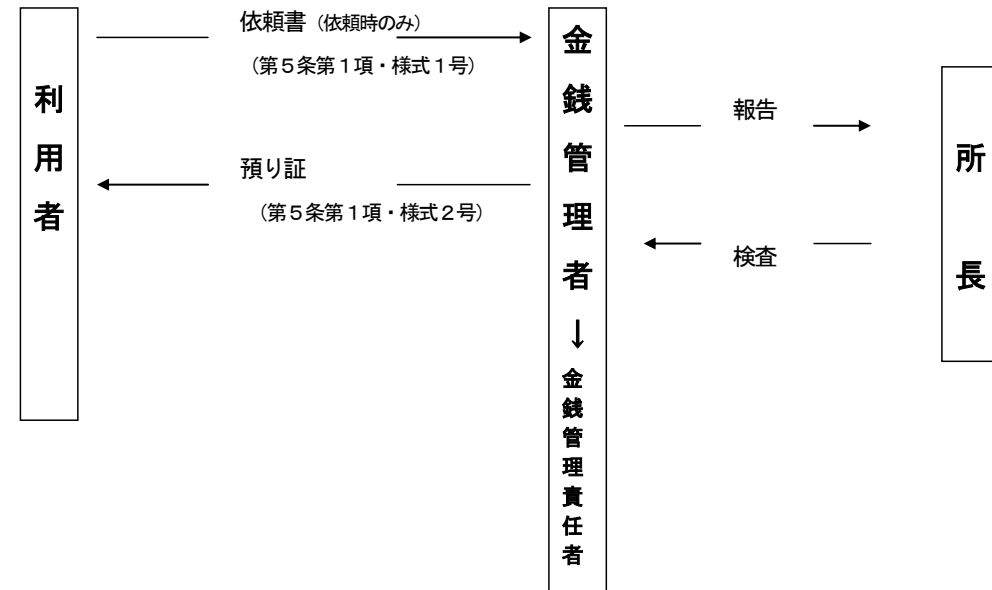 利用者
依頼書（依頼時のみ）
（第５条第１項・様式１号）
預り証
（第５条第１項・様式２号）
金銭管理者↓金銭管理責任者
報告
検査
所長